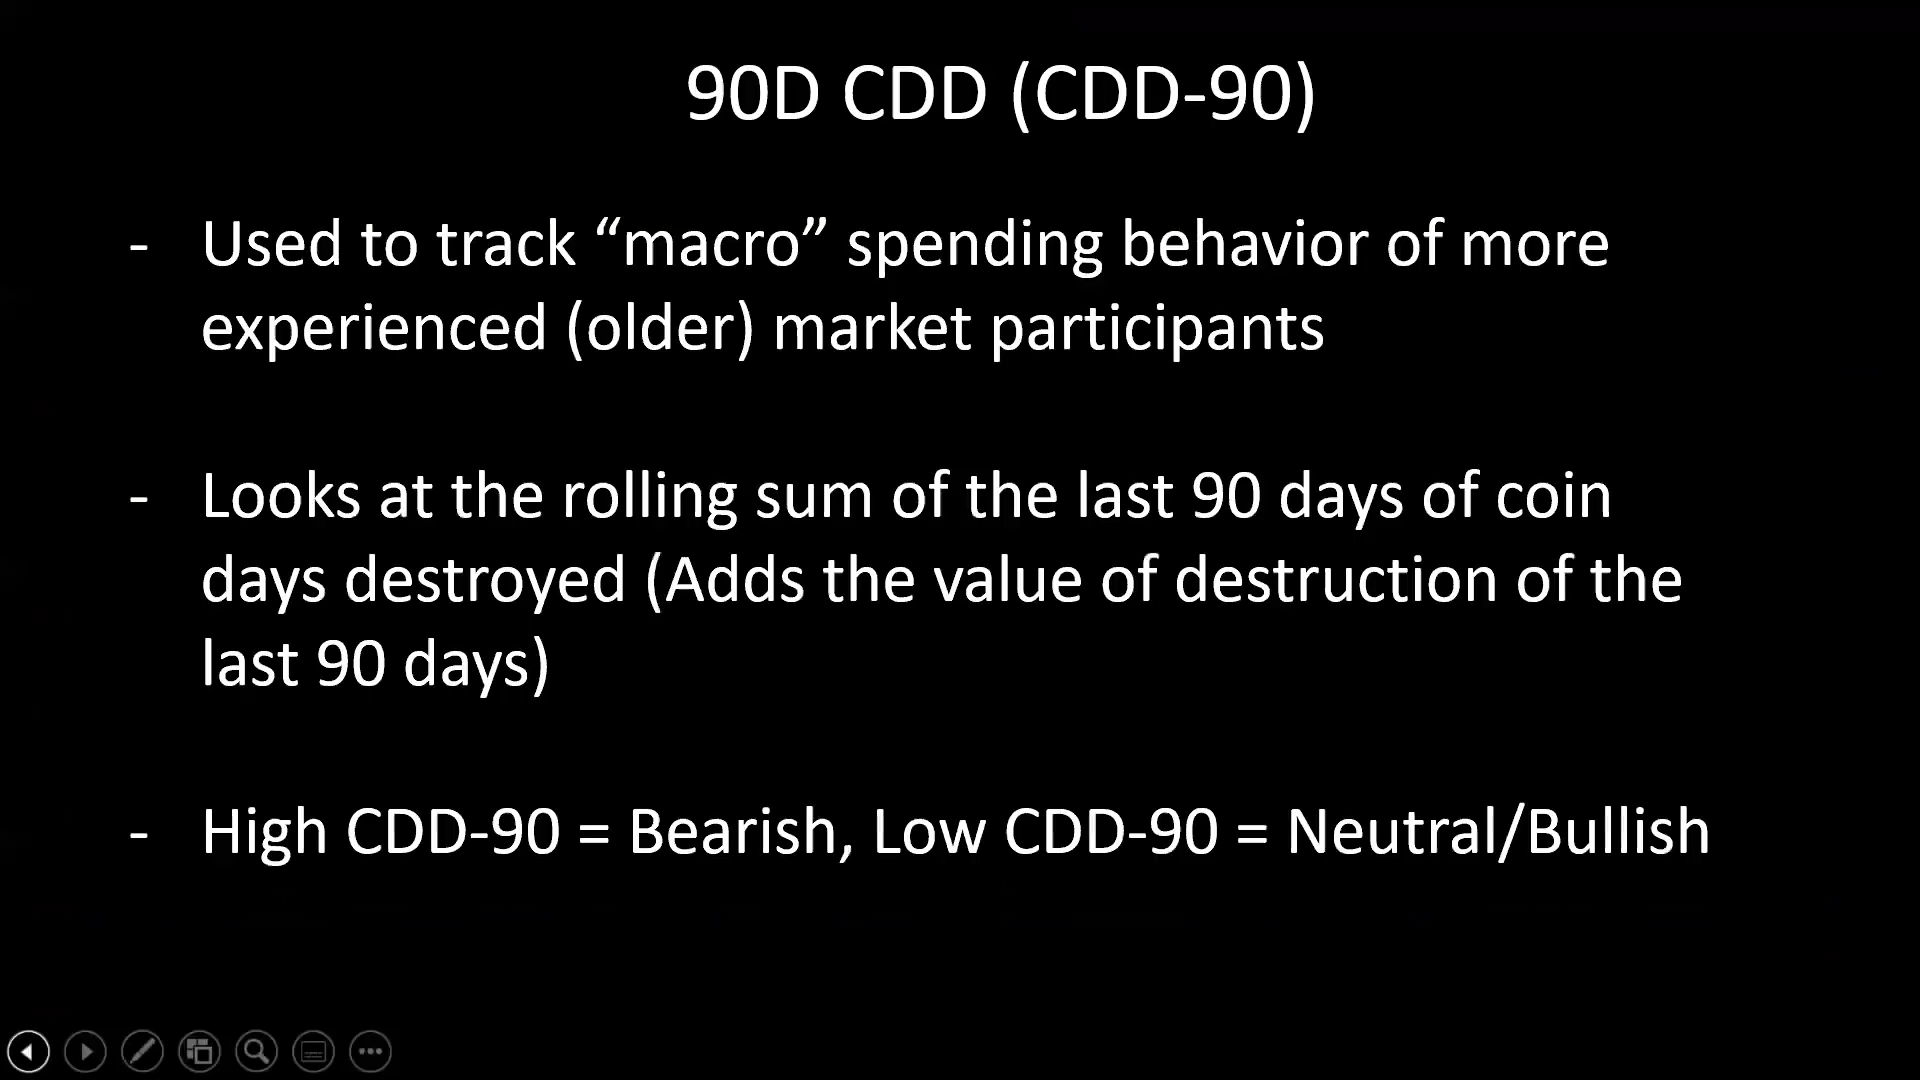 90D CDD (CDD-90)
- Used to track “macro” spending behavior of more
experienced (older) market participants
- Looks at the rolling sum of the last 90 days of coin
days destroyed (Adds the value of destruction of the
last 90 days)
- High CDD-90 = Bearish, Low CDD-90 = Neutral/Bullish